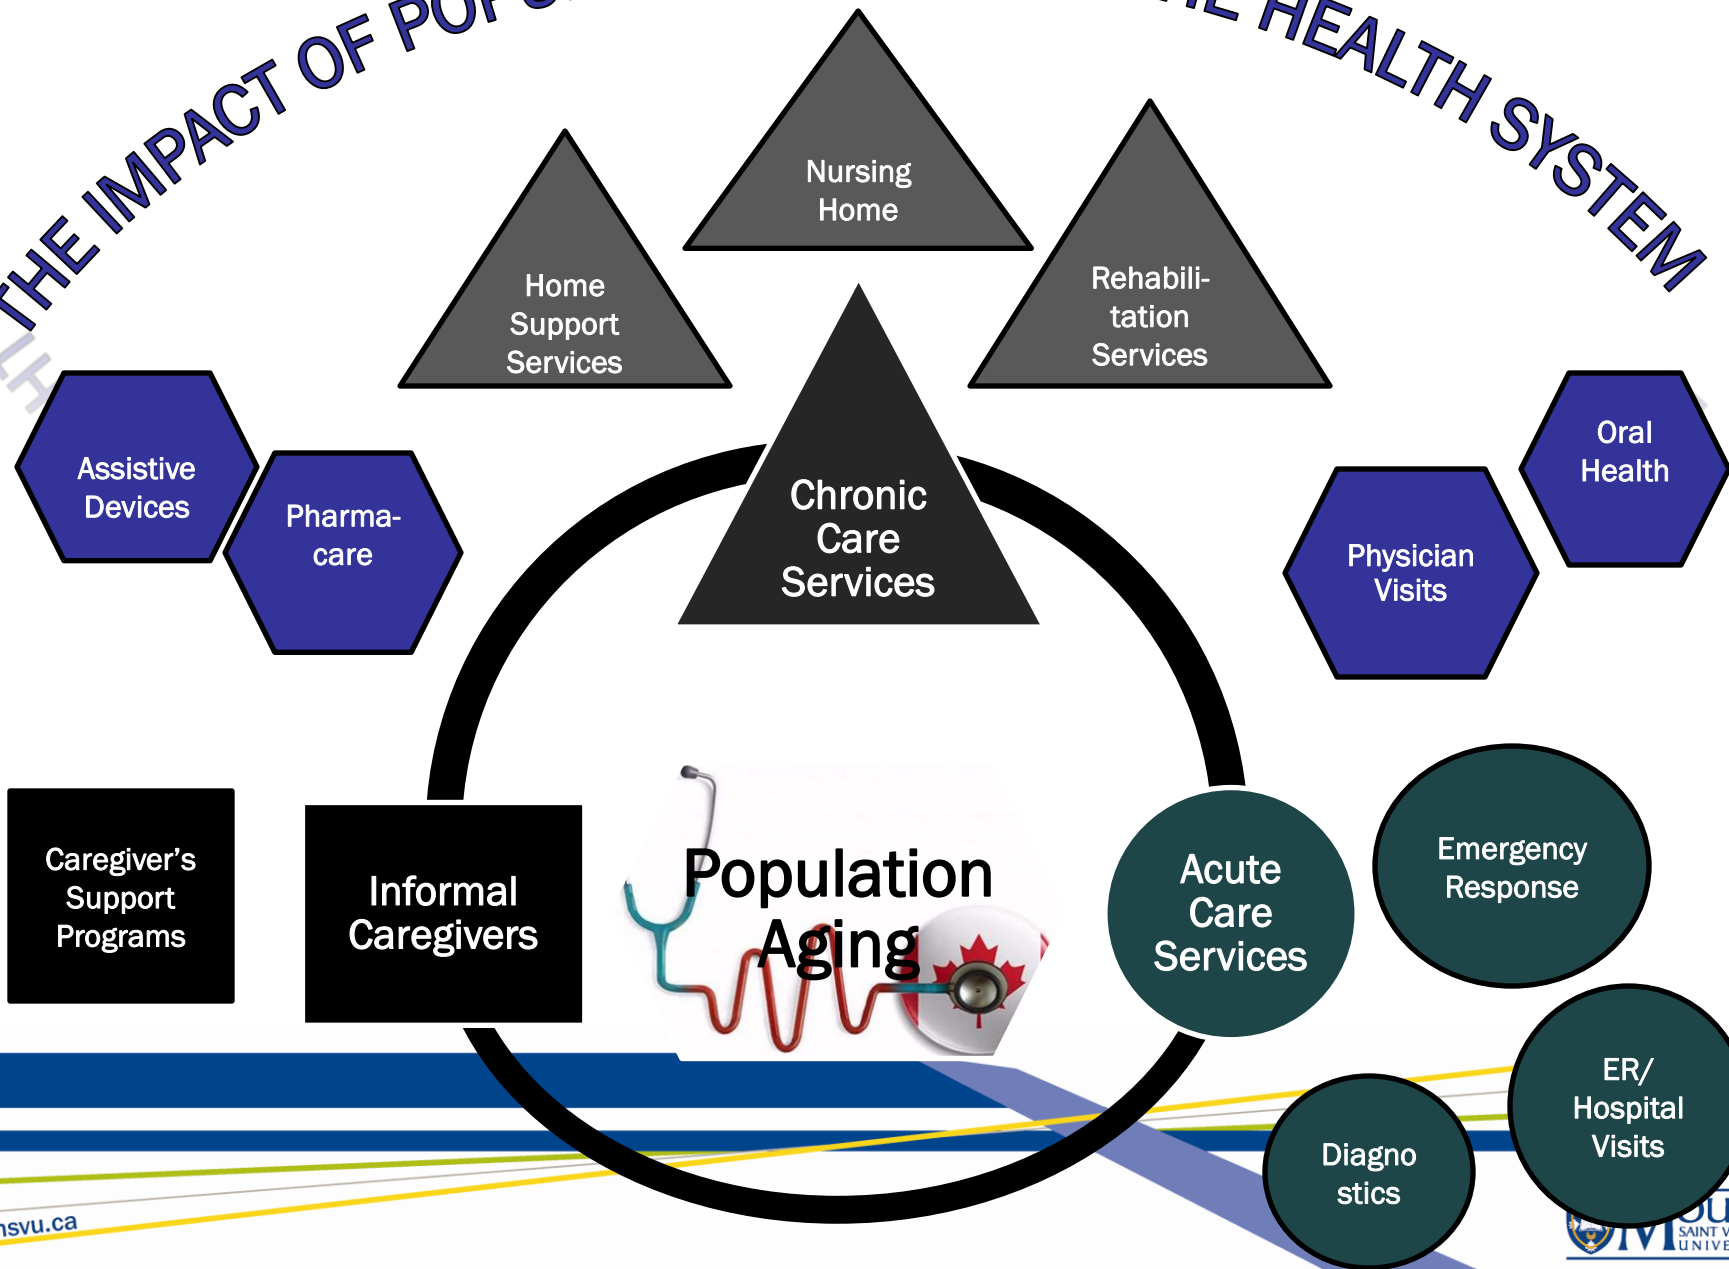 THE IMPACT OF
HEALTH SYSTEM
Nursing
Home
Home
Support
Services
Rehabili-
tation
Services
Assistive
Devices
Pharma-
care
Chronic
Care
Services
Physician
Visits
Oral
Health
Caregiver's
Support
Programs
Informal
Caregivers
Population
Aging
Acute
Care
Services
Emergency
Response
ER/
Hospital
Visits
Diagno
stics
svu.ca
SAINT